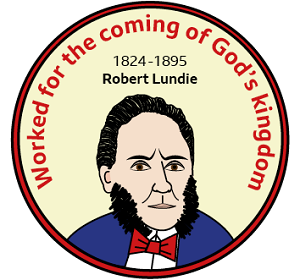 Worked for the coming of God's kingdom
1824-1895
Robert Lundie